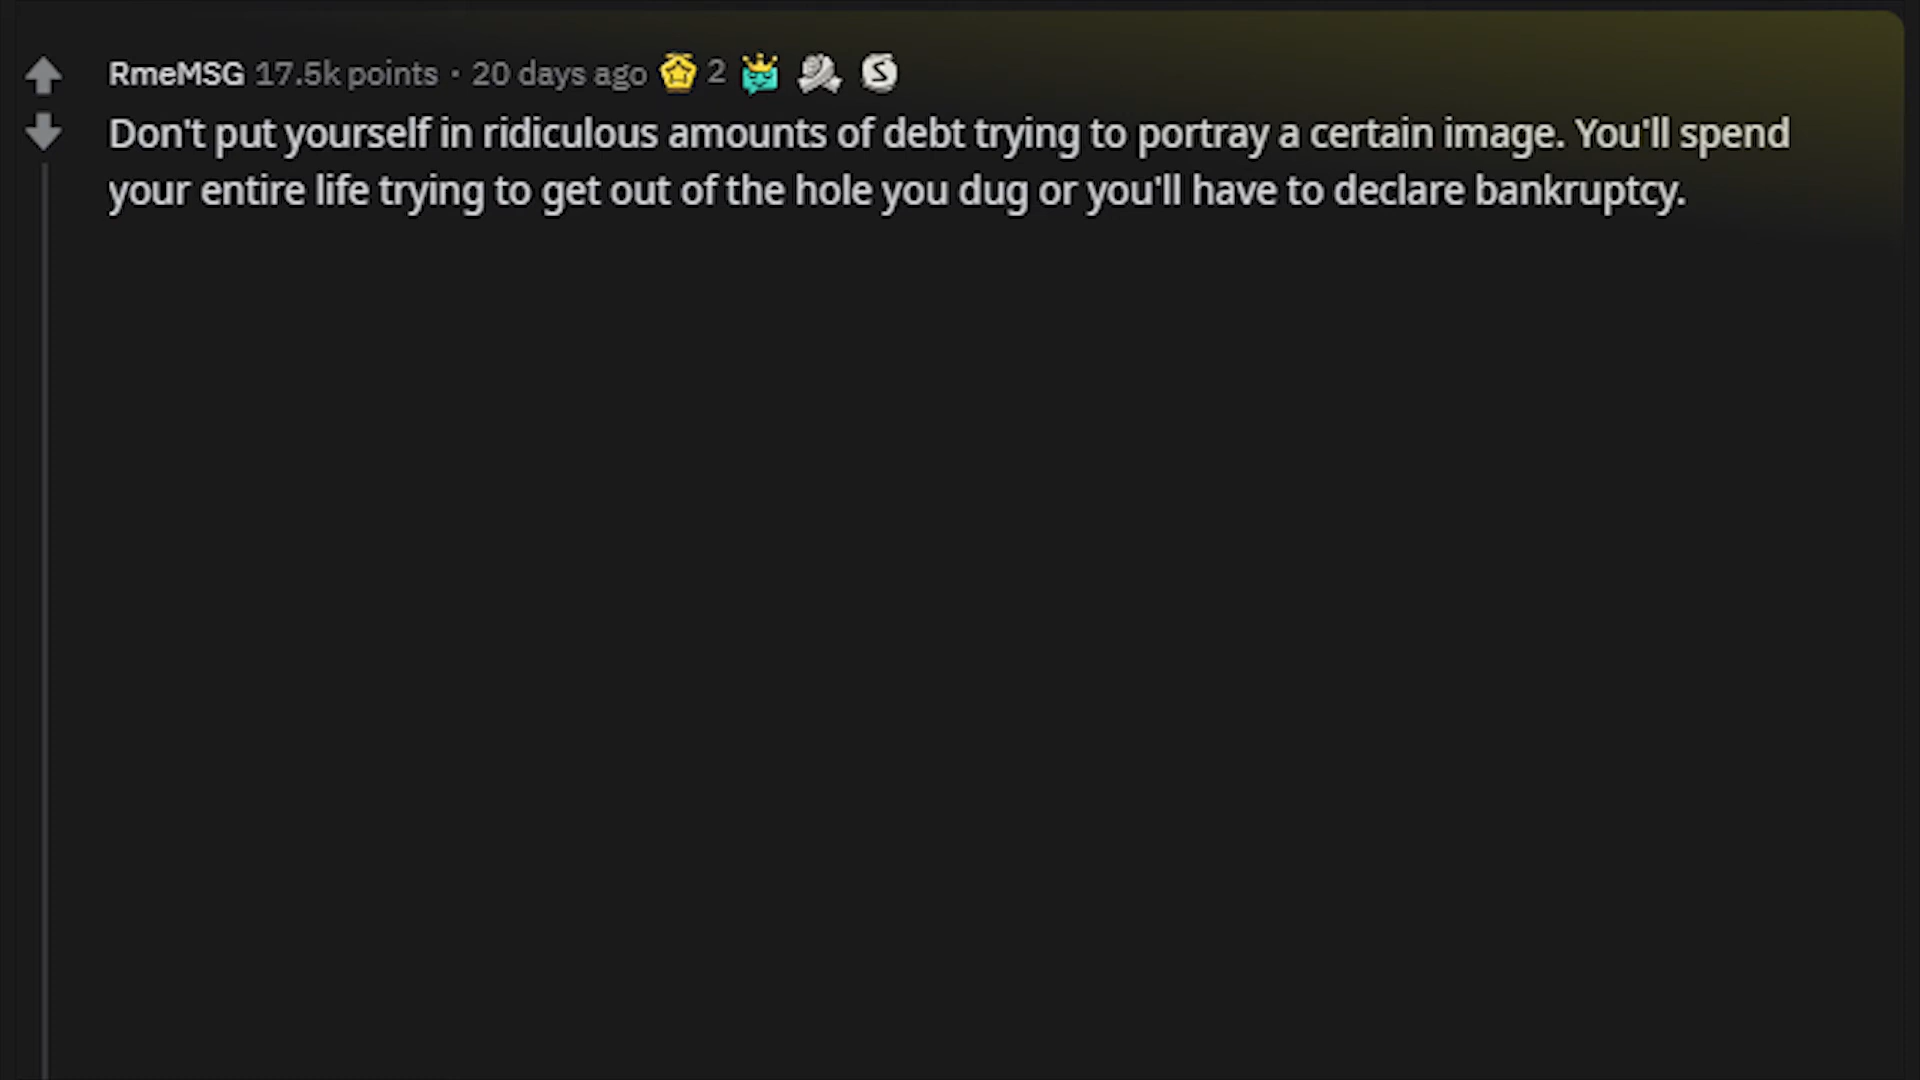 RmeMSG 17.5k points · 20 days ago 2
Don't put yourself in ridiculous amounts of debt trying to portray a certain image. You'll spend
your entire life trying to get out of the hole you dug or you'll have to declare bankruptcy.